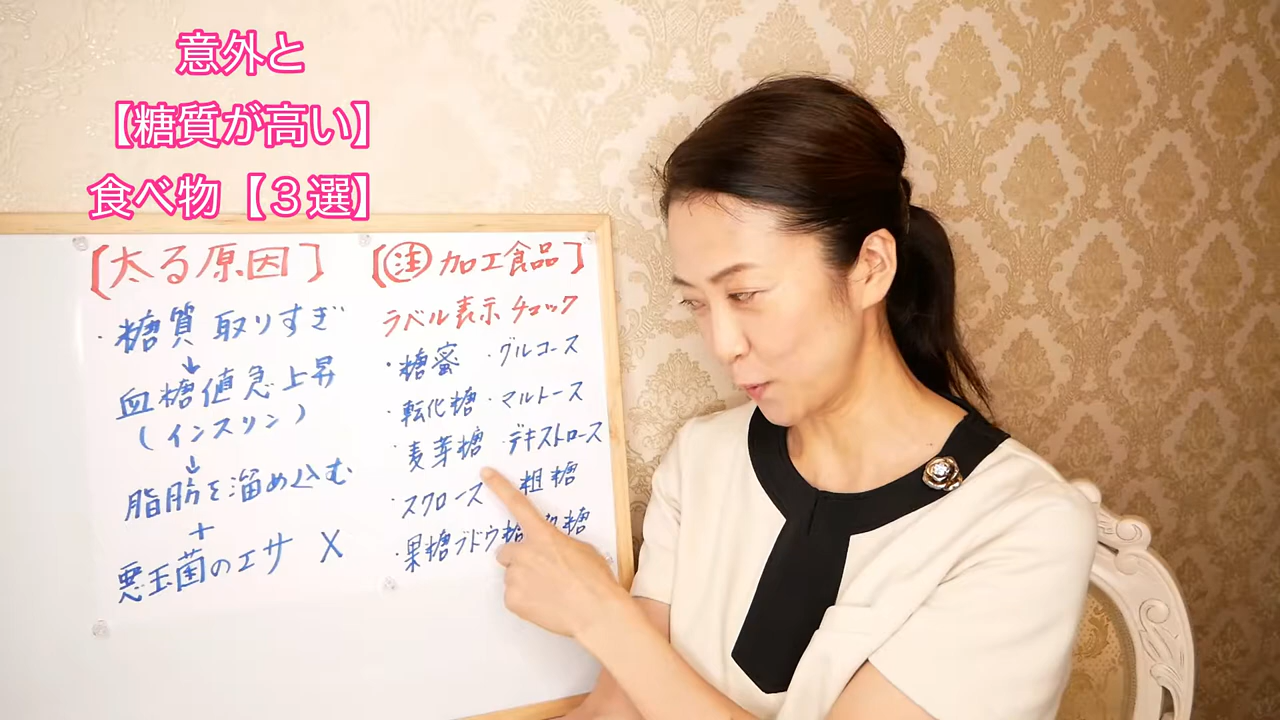 意外と
【糖質が高い】
食べ物【３選】
【太る原因】
・糖質取りすぎ
↓
血糖値急上昇
(インスリン)
↓
脂肪を溜め込む
+
悪玉菌のエサ X
【注加工食品】
ラベル表示チェック
・糖蜜 ・グルコース
・転化糖 ・マルトース
・麦芽糖 ・デキストロース
・スクロース 粗糖
・果糖ブドウ糖 糖